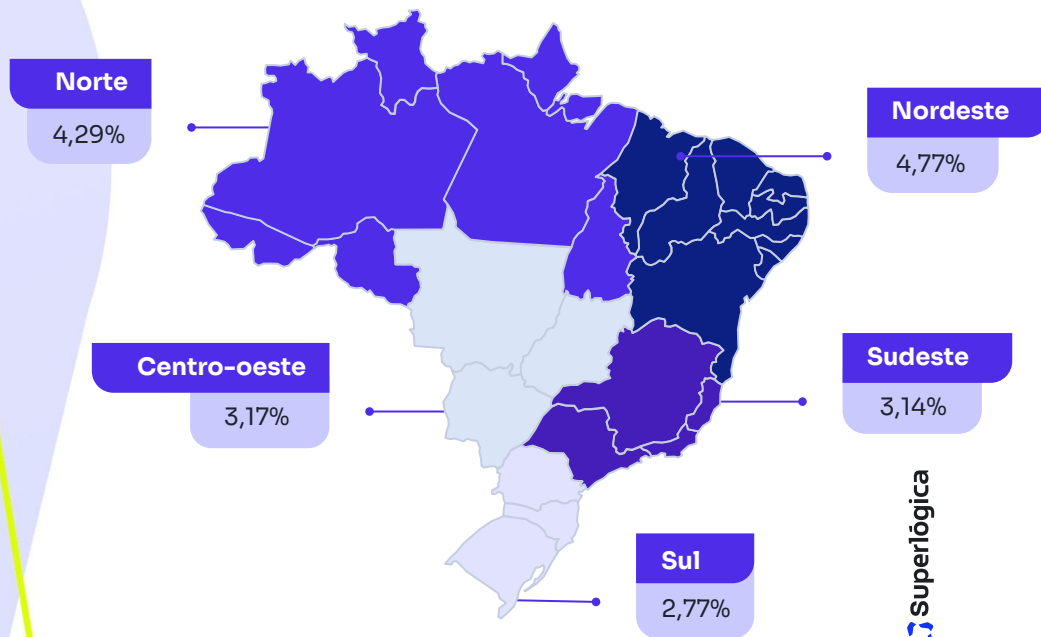 Norte
4,29%
Nordeste
4,77%
Centro-oeste
3,17%
Sudeste
3,14%
Sul
2,77%
Superlógica